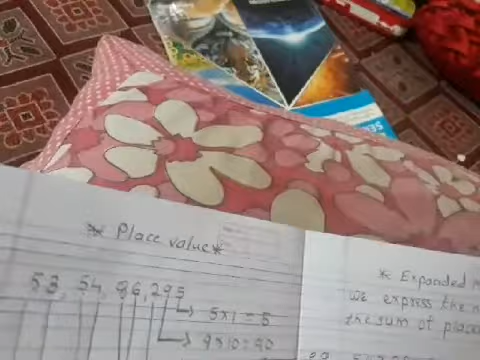 * Place value *
53, 54, 86, 295
5 x 1 = 5
9 x 10 = 90
* Expanded
we express the
the sum of place